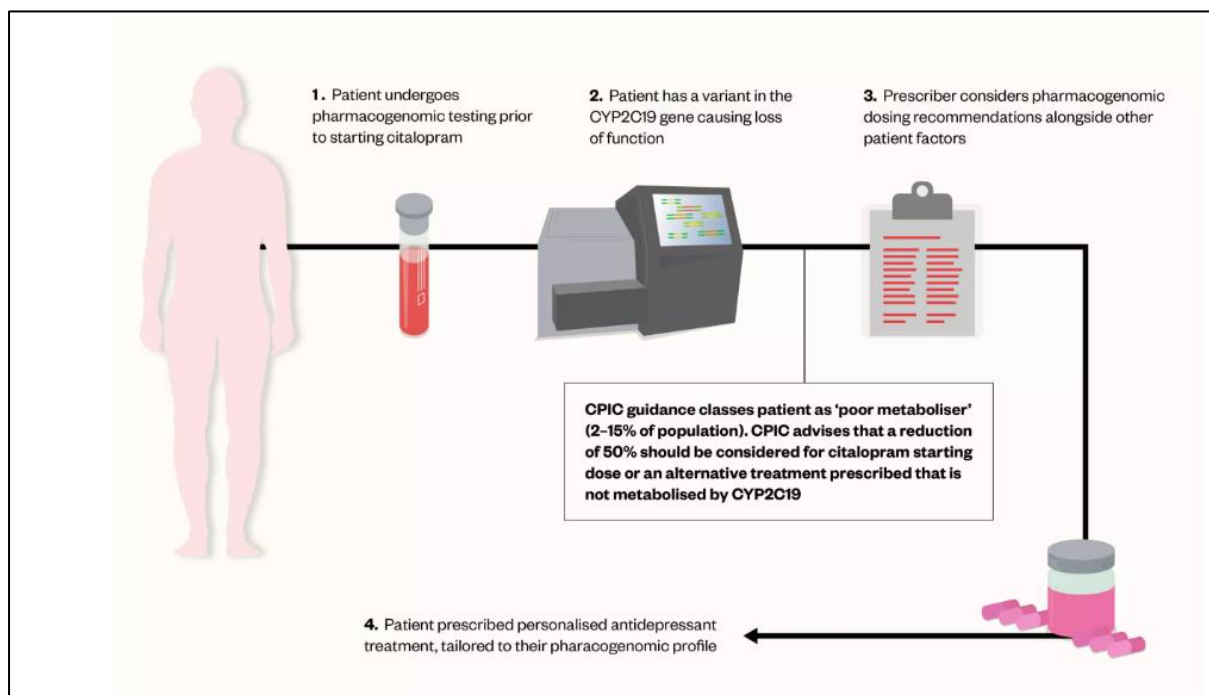 1. Patient undergoes
pharmacogenomic testing prior
to starting citalopram
2. Patient has a variant in the
CYP2C19 gene causing loss
of function
3. Prescriber considers pharmacogenomic
dosing recommendations alongside other
patient factors
CPIC guidance classes patient as ‘poor metaboliser’
(2–15% of population). CPIC advises that a reduction
of 50% should be considered for citalopram starting
dose or an alternative treatment prescribed that is
not metabolised by CYP2C19
4. Patient prescribed personalised antidepressant
treatment, tailored to their pharacogenomic profile